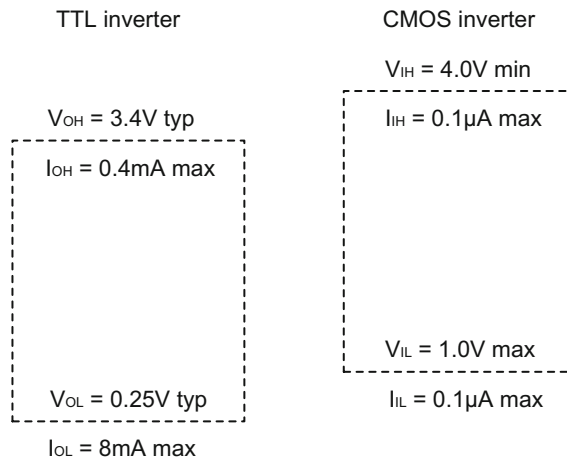 TTL inverter
CMOS inverter
VIH = 4.0V min
VOH = 3.4V typ
IIH = 0.1µA max
IOH = 0.4mA max
VIL = 1.0V max
VOL = 0.25V typ
IIL = 0.1µA max
IOL = 8mA max